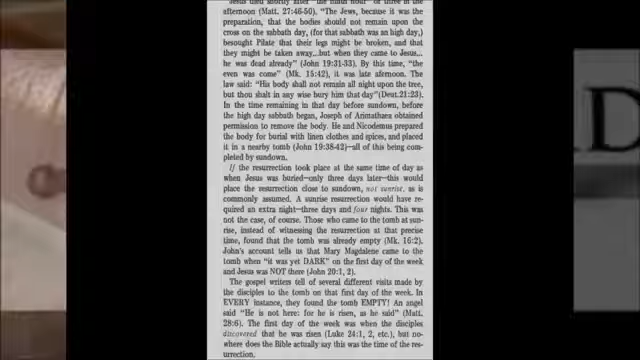 Jesus died shortly after "the ninth hour" or three in the
afternoon (Matt. 27:46-50). "The Jews, because it was the
preparation, that the bodies should not remain upon the
cross on the sabbath day, (for that sabbath was an high day,)
besought Pilate that their legs might be broken, and that
they might be taken away,..but when they came to Jesus,..
he was dead already" (John 19:31-33). By this time, "the
even was come" (Mk. 15:42), it was late afernoon. The
law said: "His body shall not remain all night upon the tree,
but thou shalt in any wise bury him that day"(Deut.21:23).
In the time remaining in that day before sundown, before
the high day sabbath began, Joseph of Arimathaea obtained
permission to remove the body. He and Nicodemus prepared
the body for burial with linen clothes and spices, and placed
it in a nearby tomb (John 19:38-42)—all of this being com-
pleted by sundown.
If the resurrection took place at the same time of day as
when Jesus was buried—only three days later—this would
place the resurrection close to sundown, not sunrise, as is
commonly assumed. A sunrise resurrection would have re-
quired an extra night—three days and four nights. This was
not the case, of course. Those who came to the tomb at sun-
rise, instead of witnessing the resurrection at that precise
time, found that the tomb was already empty (Mk. 16:2).
John's account tells us that Mary Magdalene came to the
tomb when "it was yet DARK" on the first day of the week
and Jesus was NOT there (John 20:1, 2).
The gospel writers tell of several different visits made by
the disciples to the tomb on that first day of the week. In
EVERY instance, they found the tomb EMPTY! An angel
said "He is not here: for he is risen, as he said" (Matt.
28:6). The first day of the week was when the disciples
discovered that he was risen (Luke 24:1, 2, etc.), but no-
where does the Bible actually say this was the time of the res-
urrection.